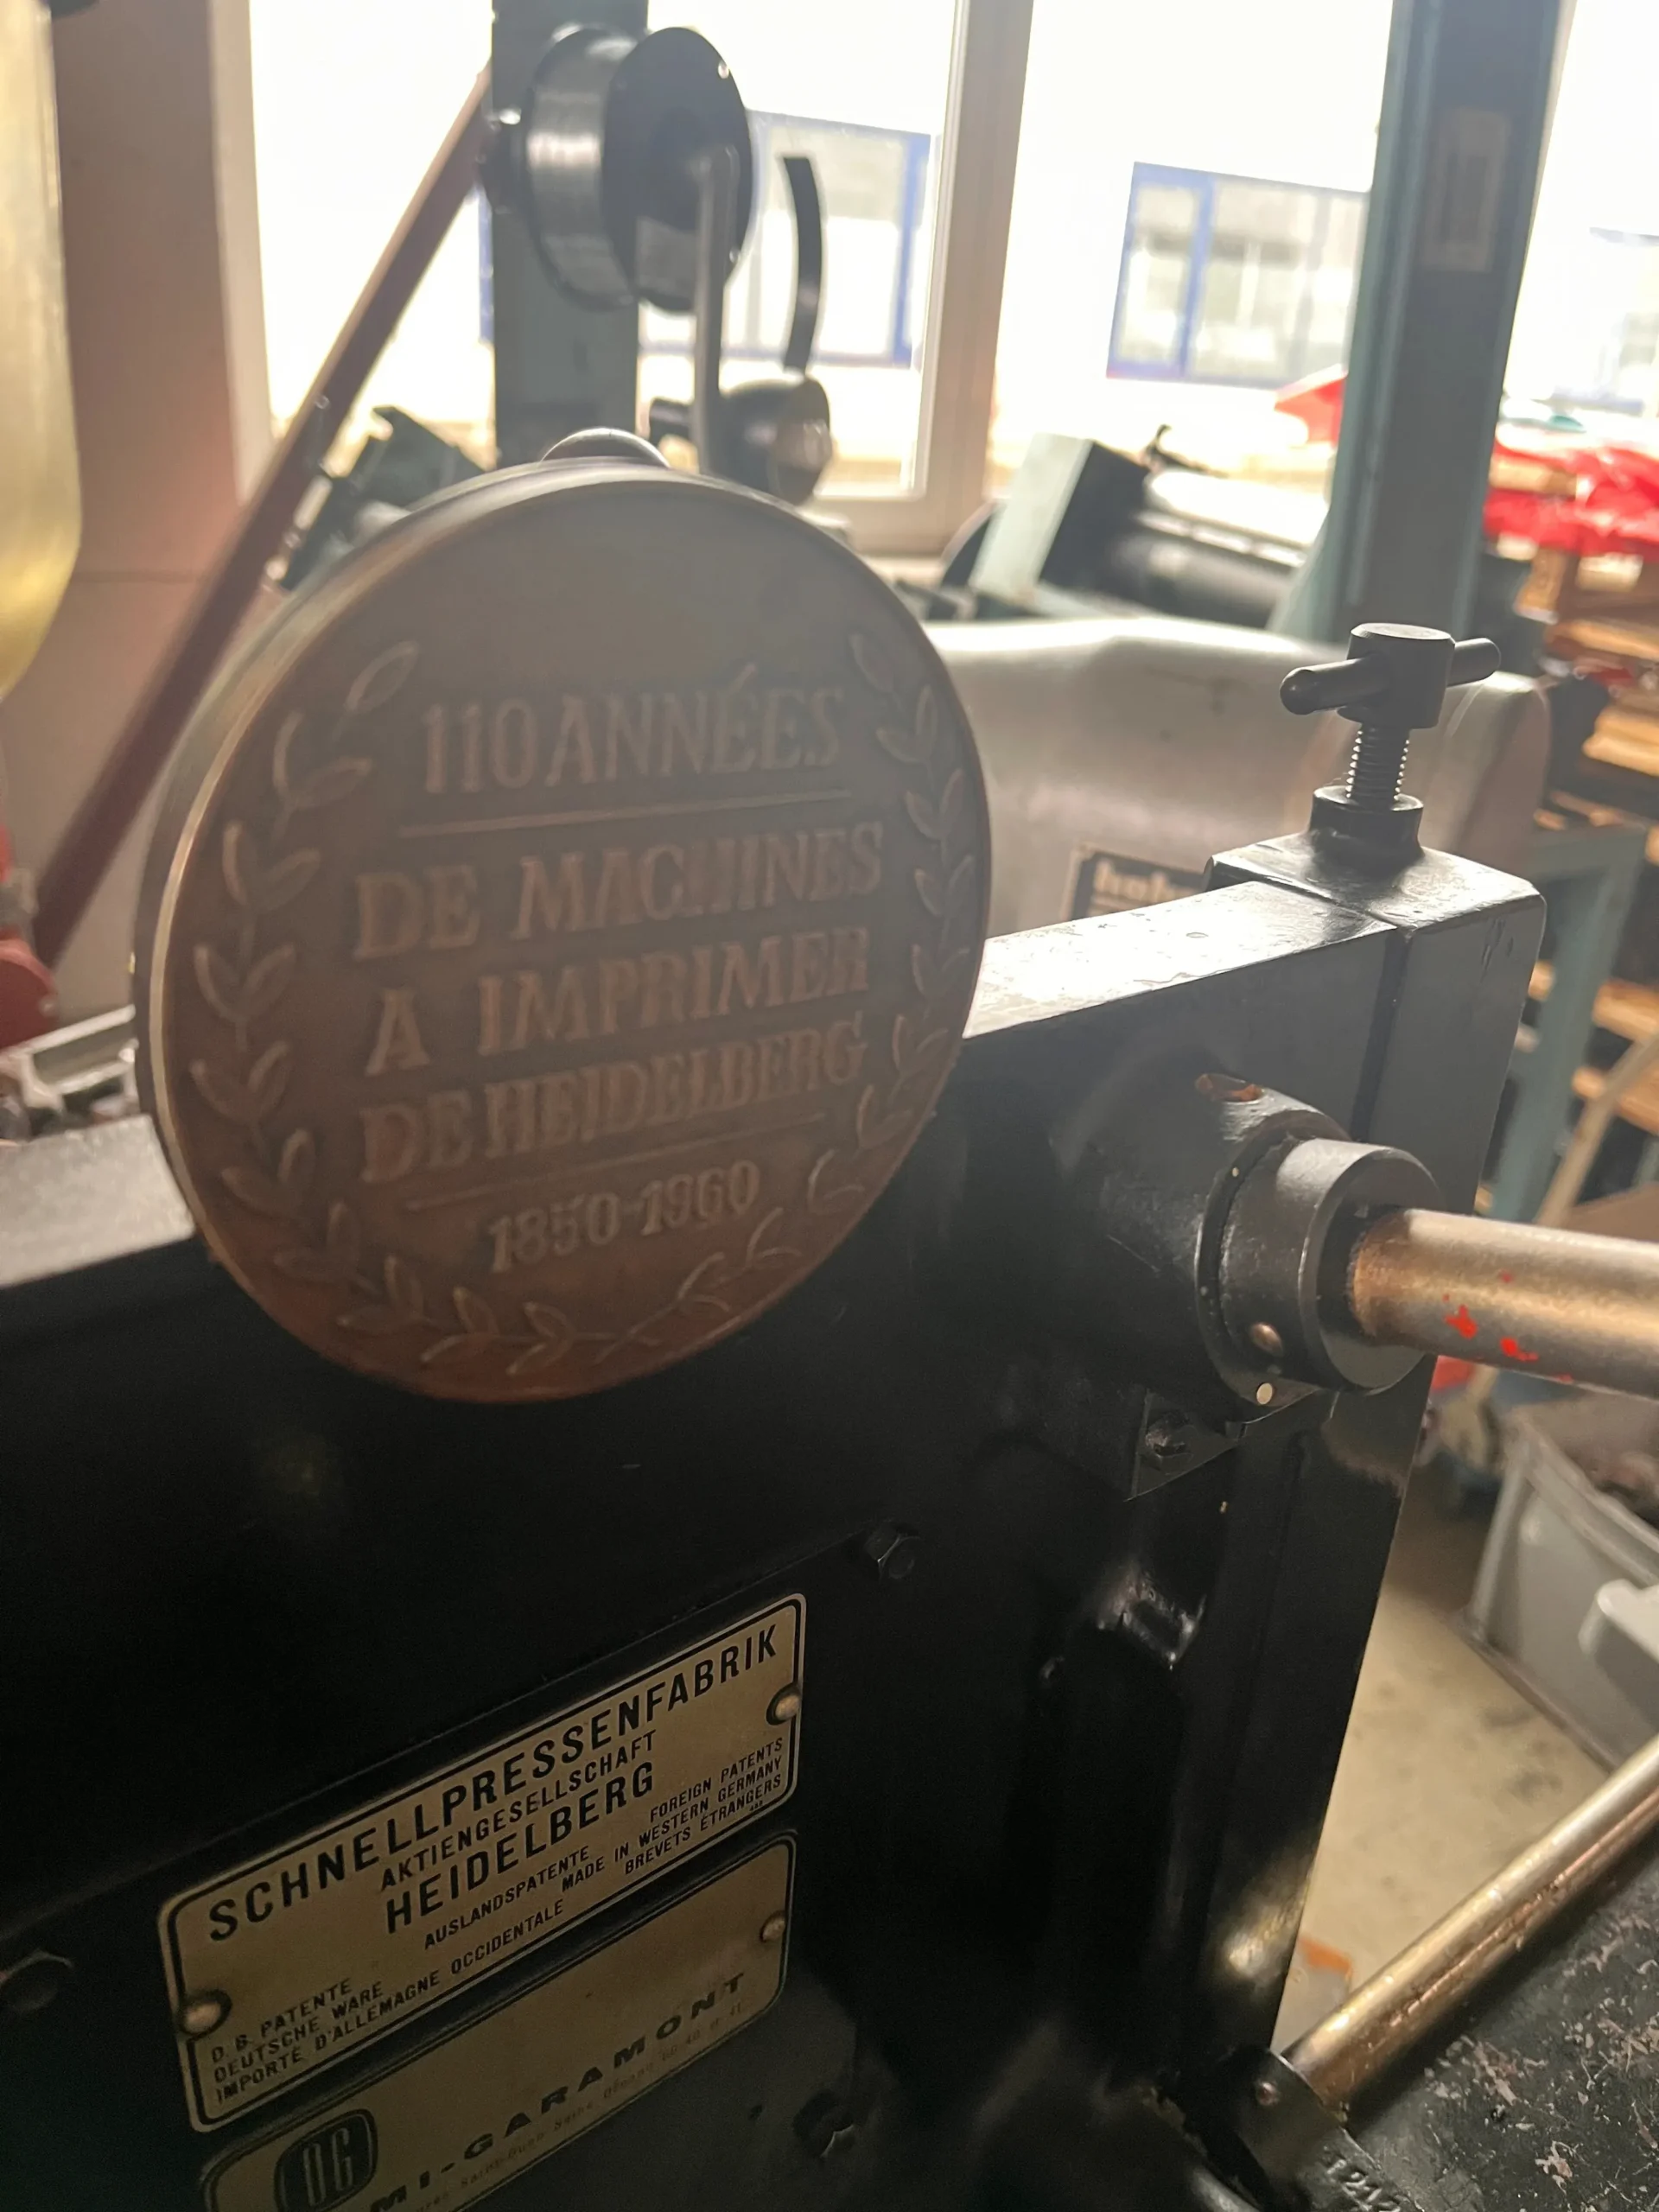 110 ANNÉES
DE MACHINES
A IMPRIMER
DE HEIDELBERG
1850-1960
SCHNELLPRESSENFABRIK
AKTIENGESELLSCHAFT
HEIDELBERG
AUSLANDSPATENTE FOREIGN PATENTS
D. B. PATENTE
DEUTSCHE WARE MADE IN WESTERN GERMANY
IMPORTÉ D'ALLEMAGNE OCCIDENTALE BREVETS ÉTRANGERS
DG
MI-GARAMONT